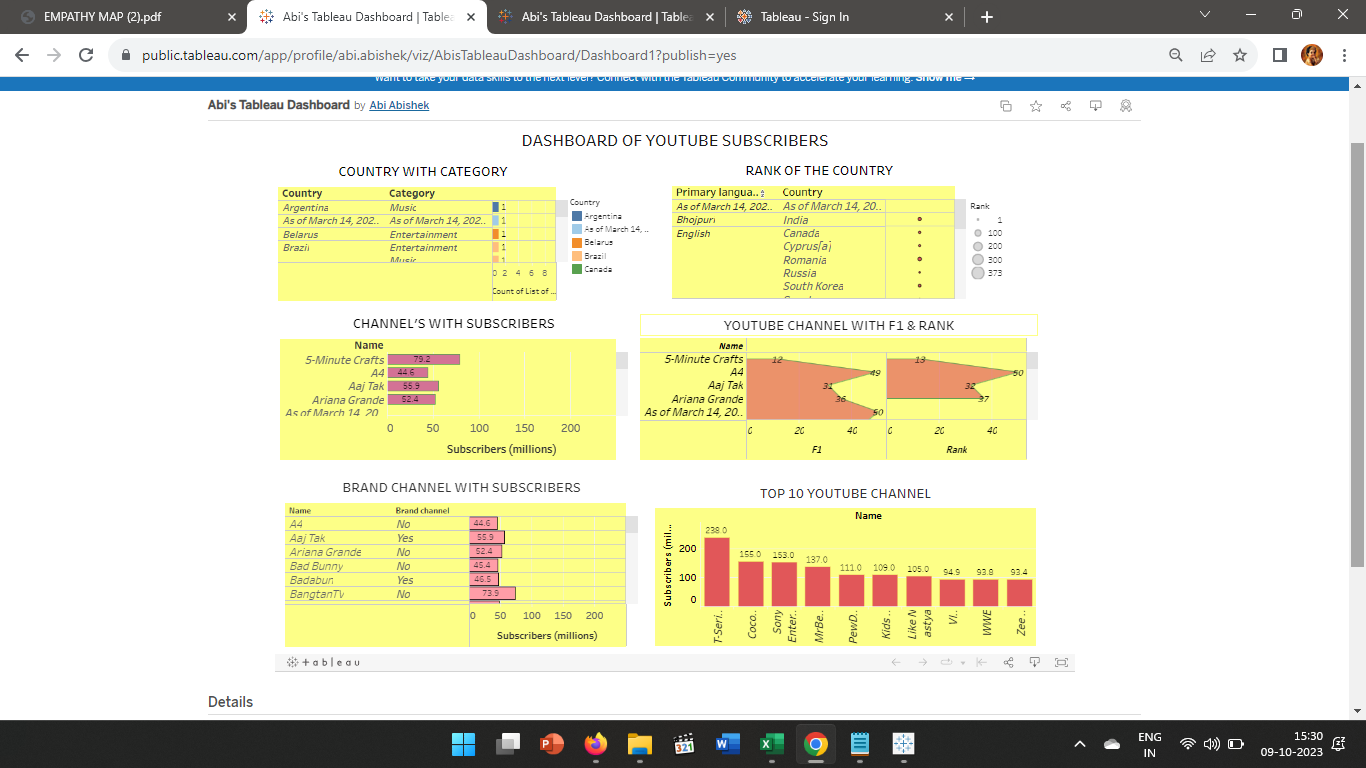 EMPATHY MAP (2).pdf
Abi's Tableau Dashboard | Table
Abi's Tableau Dashboard | Table
Tableau - Sign In
public.tableau.com/app/profile/abi.abishek/viz/AbisTableauDashboard/Dashboard1?publish=yes
Want to take your data skills to the next level? Connect with the Tableau Community to accelerate your learning. Show me →
Abi's Tableau Dashboard by Abi Abishek
DASHBOARD OF YOUTUBE SUBSCRIBERS
COUNTRY WITH CATEGORY
Country Category
Argentina Music 1
As of March 14, 202.. As of March 14, 202.. 1
Belarus Entertainment 1
Brazil Entertainment 1
Music 1
0 2 4 6 8
Count of List of ...
Country
Argentina
As of March 14, ..
Belarus
Brazil
Canada
RANK OF THE COUNTRY
Primary langua.. Country
As of March 14, 202.. As of March 14, 20..
Bhojpuri India
English Canada
Cyprus[a]
Romania
Russia
South Korea
Rank
1
100
200
300
373
CHANNEL'S WITH SUBSCRIBERS
Name
5-Minute Crafts 79.2
A4 44.6
Aaj Tak 55.9
Ariana Grande 52.4
As of March 14, 20
0 50 100 150 200
Subscribers (millions)
YOUTUBE CHANNEL WITH F1 & RANK
Name
5-Minute Crafts 12 13
A4 49 50
Aaj Tak 31 32
Ariana Grande 36 37
As of March 14, 20.. 50
0 20 40 0 20 40
F1 Rank
BRAND CHANNEL WITH SUBSCRIBERS
Name Brand channel
A4 No 44.6
Aaj Tak Yes 55.9
Ariana Grande No 52.4
Bad Bunny No 45.4
Badabun Yes 46.5
BangtanTV No 73.9
0 50 100 150 200
Subscribers (millions)
TOP 10 YOUTUBE CHANNEL
Name
Subscribers (mil...
200
100
0
238.0 155.0 153.0 137.0 111.0 109.0 105.0 94.9 93.8 93.4
T-Seri.. Coco.. Sony Enter.. MrBe.. PewD.. Kids .. Like Nastya Vl.. WWE Zee ..
+ a b l e a u
Details
321
ENG
IN
15:30
09-10-2023